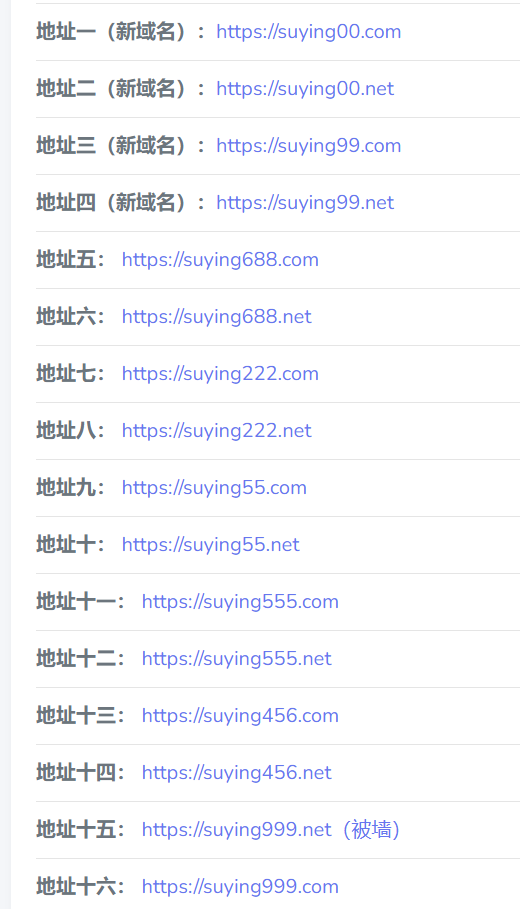 地址一（新域名）：https://suying00.com
地址二（新域名）：https://suying00.net
地址三（新域名）：https://suying99.com
地址四（新域名）：https://suying99.net
地址五： https://suying688.com
地址六： https://suying688.net
地址七： https://suying222.com
地址八： https://suying222.net
地址九： https://suying55.com
地址十： https://suying55.net
地址十一： https://suying555.com
地址十二： https://suying555.net
地址十三： https://suying456.com
地址十四： https://suying456.net
地址十五： https://suying999.net（被墙）
地址十六： https://suying999.com